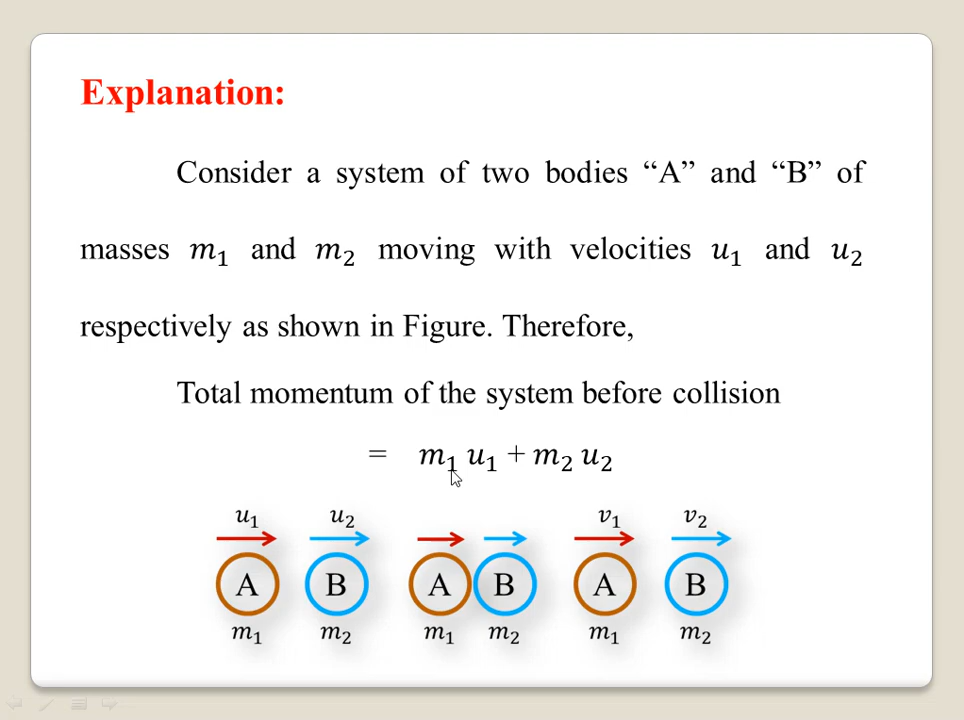 Explanation:
Consider a system of two bodies “A” and “B” of
masses 𝑚₁ and 𝑚₂ moving with velocities 𝑢₁ and 𝑢₂
respectively as shown in Figure. Therefore,
Total momentum of the system before collision
= 𝑚₁ 𝑢₁ + 𝑚₂ 𝑢₂
𝑢₁ 𝑢₂ 𝑣₁ 𝑣₂
A B A B A B
𝑚₁ 𝑚₂ 𝑚₁ 𝑚₂ 𝑚₁ 𝑚₂